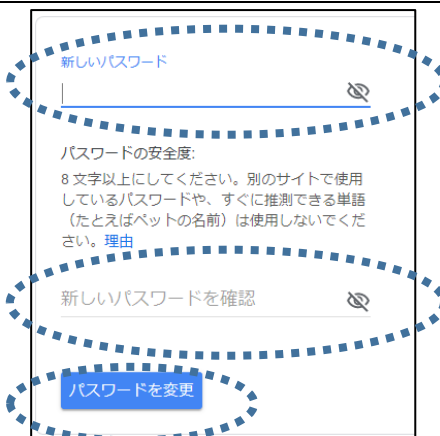 新しいパスワード
パスワードの安全度:
8 文字以上にしてください。別のサイトで使用
しているパスワードや、すぐに推測できる単語
（たとえばペットの名前）は使用しないでくだ
さい。理由
新しいパスワードを確認
パスワードを変更